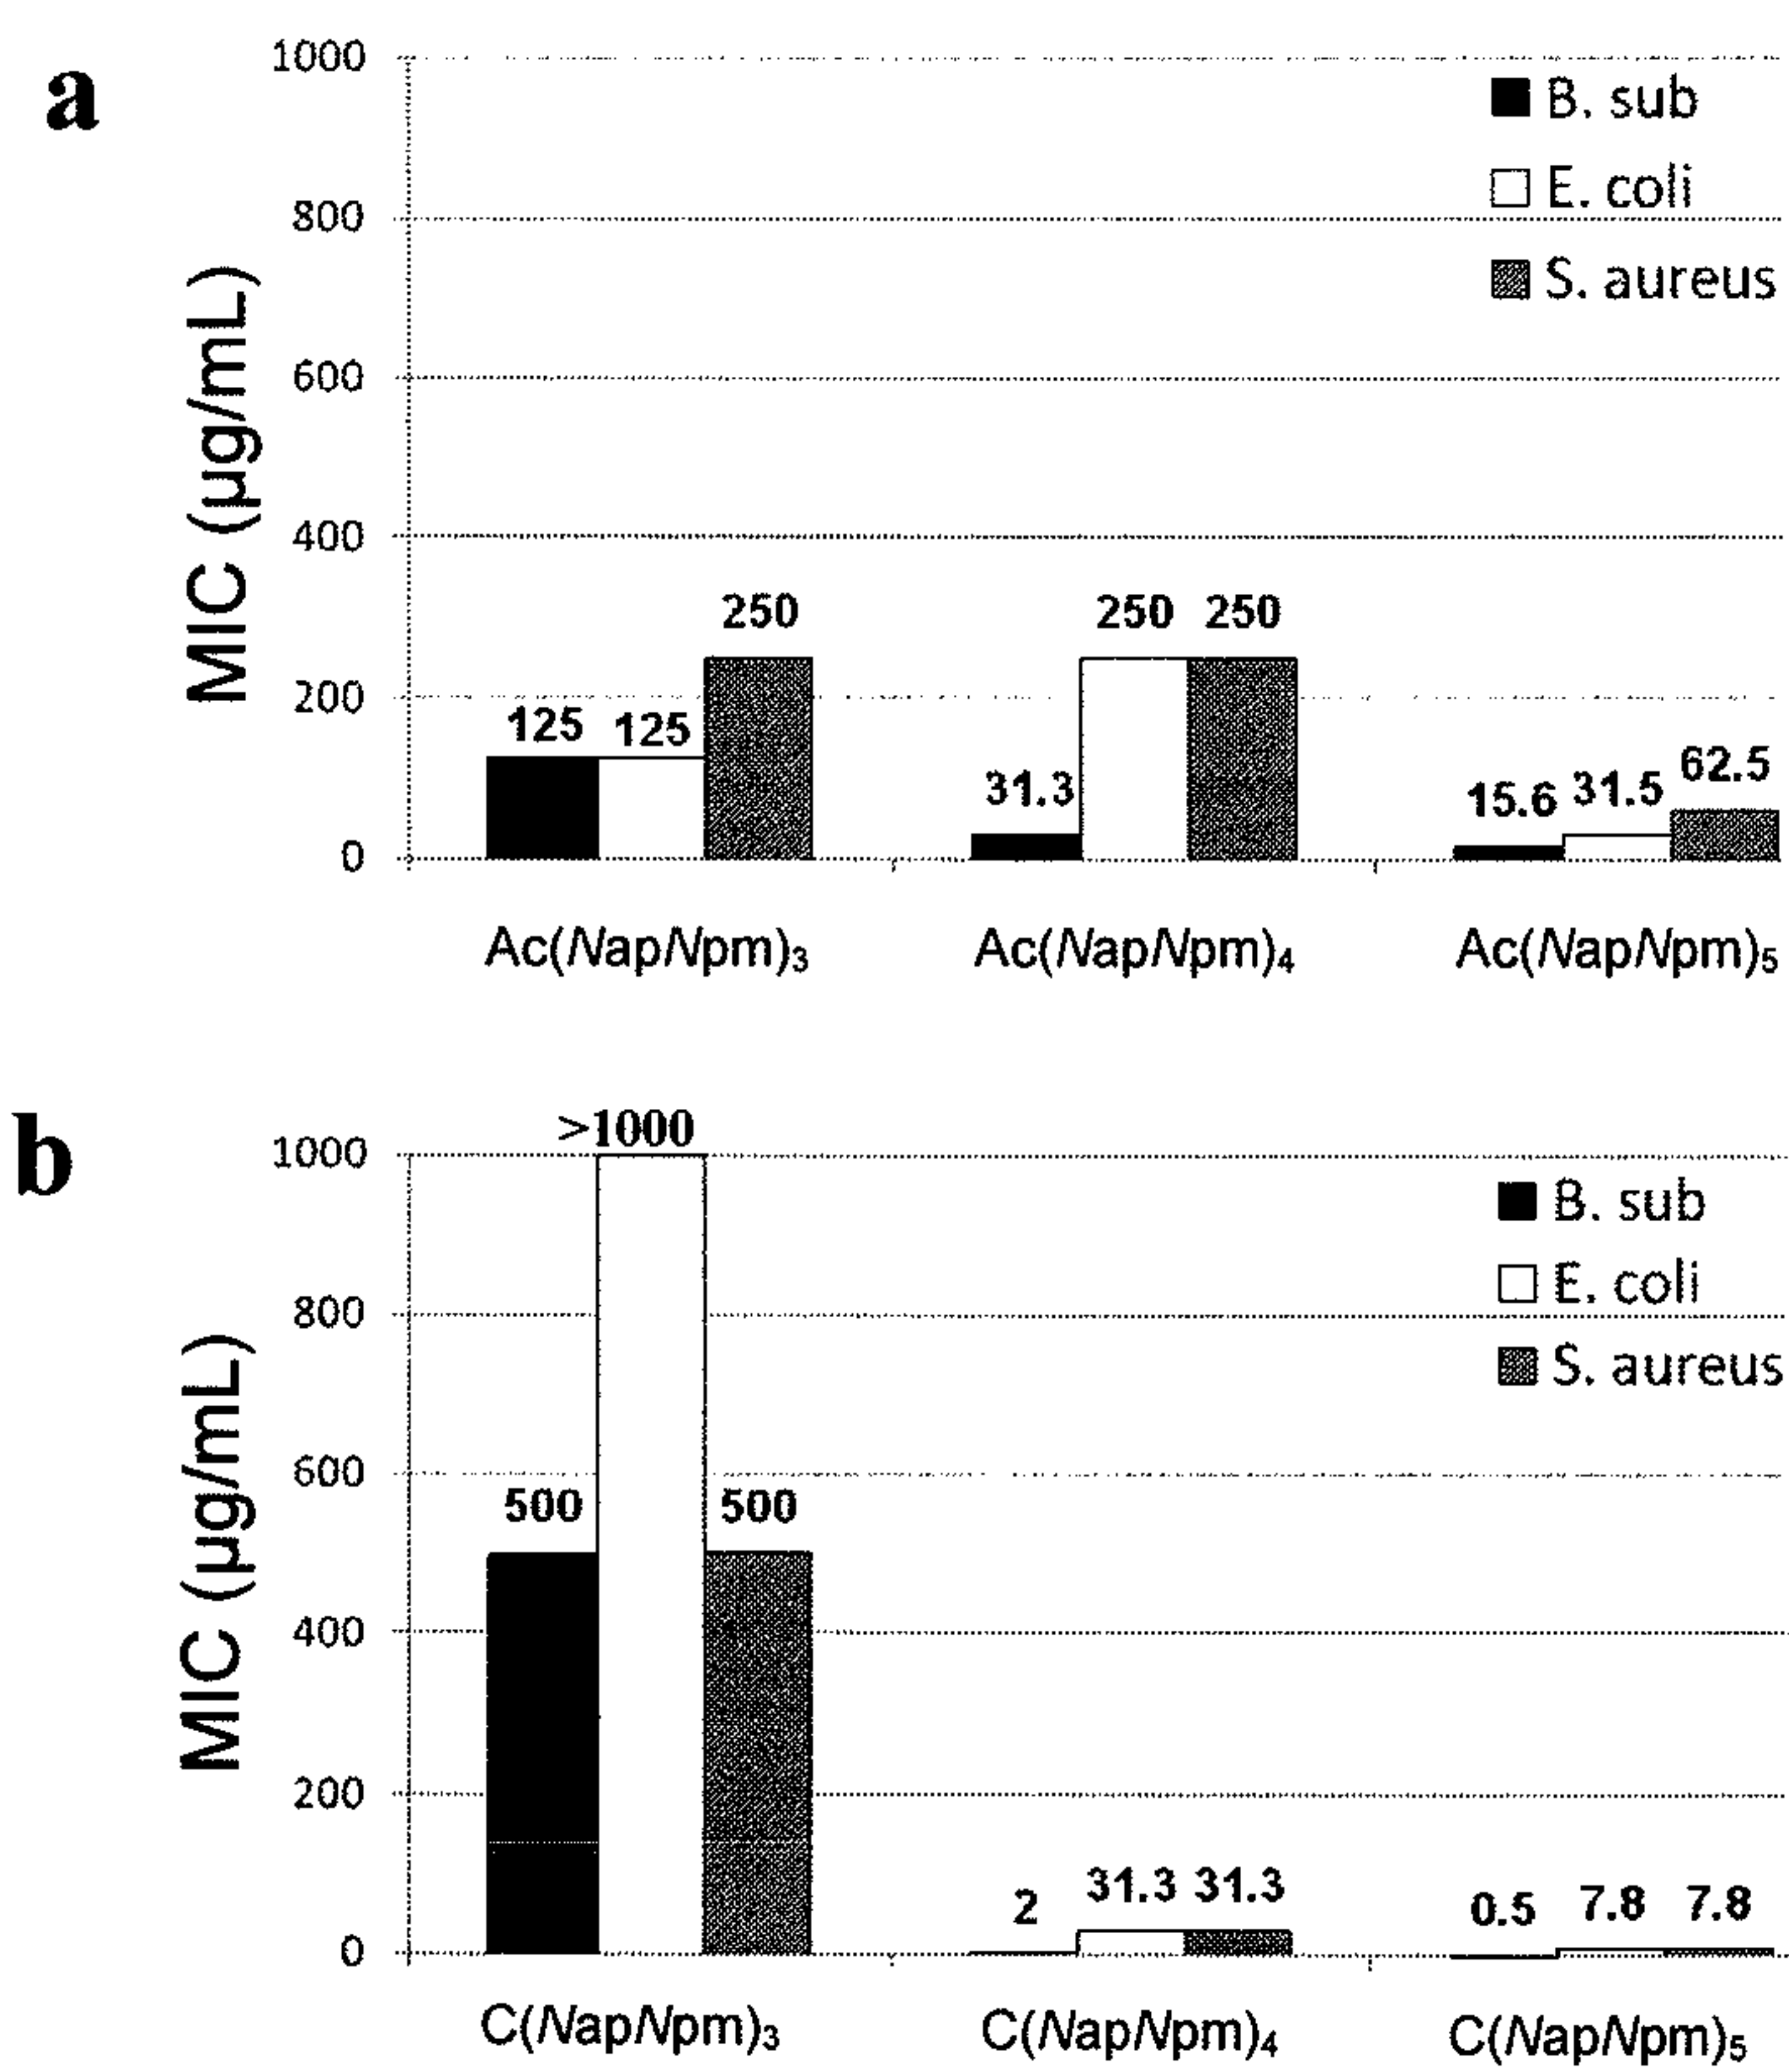 a
MIC (µg/mL)
1000
800
600
400
200
0
B. sub
E. coli
S. aureus
125 125 250
31.3 250 250
15.6 31.5 62.5
Ac(NapNpm)₃ Ac(NapNpm)₄ Ac(NapNpm)₅
b
MIC (µg/mL)
1000
800
600
400
200
0
B. sub
E. coli
S. aureus
500 >1000 500
2 31.3 31.3
0.5 7.8 7.8
C(NapNpm)₃ C(NapNpm)₄ C(NapNpm)₅